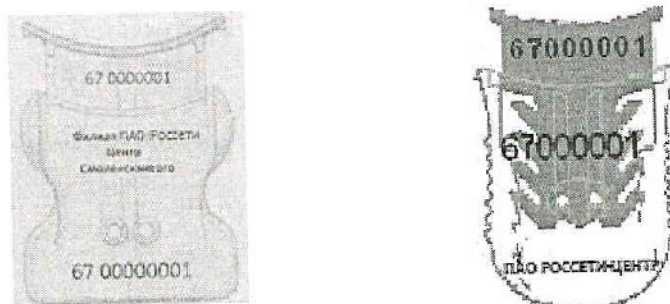 67 0000001
Филиал ПАО РОССЕТИ
Центр
Смоленскэнерго
67 00000001
67000001
67000001
ПАО РОССЕТИ-ЦЕНТР